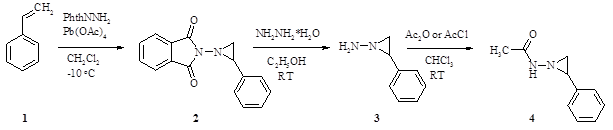 CH₂
PhthNNH₂
Pb(OAc)₄
CH₂Cl₂
-10 °C
O
N-N
O
NH₂NH₂*H₂O
C₂H₅OH
RT
H₂N-N
Ac₂O or AcCl
CHCl₃
RT
O
H₃C
N-N
H
1
2
3
4